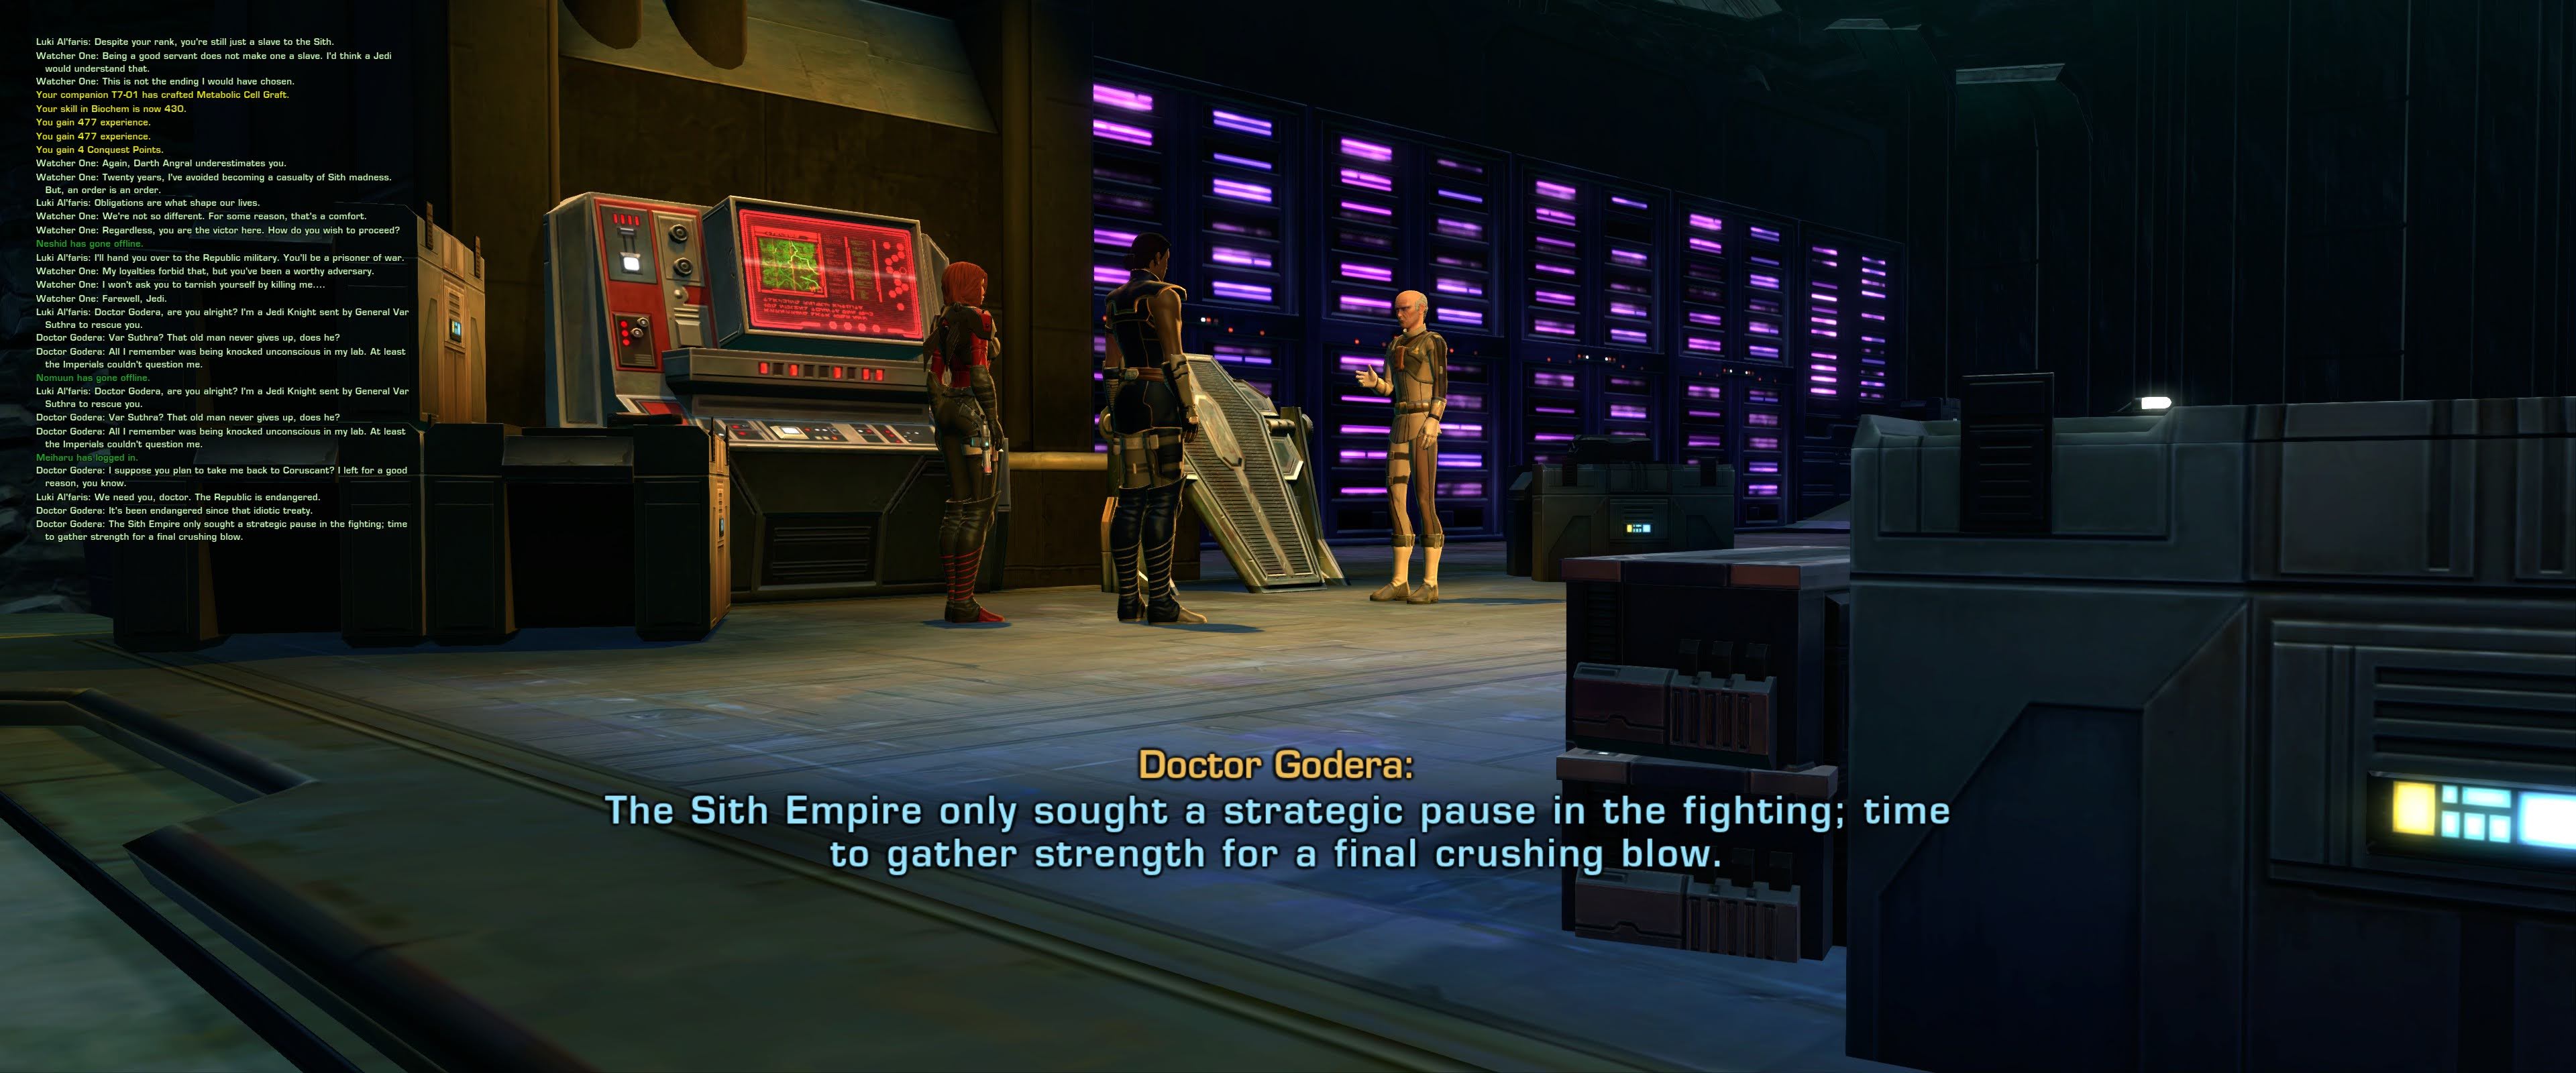 Luki Al'faris: Despite your rank, you're still just a slave to the Sith.
Watcher One: Being a good servant does not make one a slave. I'd think a Jedi
would understand that.
Watcher One: This is not the ending I would have chosen.
Your companion T7-01 has crafted Metabolic Cell Graft.
Your skill in Biochem is now 430.
You gain 477 experience.
You gain 477 experience.
You gain 4 Conquest Points.
Watcher One: Again, Darth Angral underestimates you.
Watcher One: Twenty years, I've avoided becoming a casualty of Sith madness.
But, an order is an order.
Luki Al'faris: Obligations are what shape our lives.
Watcher One: We're not so different. For some reason, that's a comfort.
Watcher One: Regardless, you are the victor here. How do you wish to proceed?
Neshid has gone offline.
Luki Al'faris: I'll hand you over to the Republic military. You'll be a prisoner of war.
Watcher One: My loyalties forbid that, but you've been a worthy adversary.
Watcher One: I won't ask you to tarnish yourself by killing me....
Watcher One: Farewell, Jedi.
Luki Al'faris: Doctor Godera, are you alright? I'm a Jedi Knight sent by General Var
Suthra to rescue you.
Doctor Godera: Var Suthra? That old man never gives up, does he?
Doctor Godera: All I remember was being knocked unconscious in my lab. At least
the Imperials couldn't question me.
Nomuun has gone offline.
Luki Al'faris: Doctor Godera, are you alright? I'm a Jedi Knight sent by General Var
Suthra to rescue you.
Doctor Godera: Var Suthra? That old man never gives up, does he?
Doctor Godera: All I remember was being knocked unconscious in my lab. At least
the Imperials couldn't question me.
Meiharu has logged in.
Doctor Godera: I suppose you plan to take me back to Coruscant? I left for a good
reason, you know.
Luki Al'faris: We need you, doctor. The Republic is endangered.
Doctor Godera: It's been endangered since that idiotic treaty.
Doctor Godera: The Sith Empire only sought a strategic pause in the fighting; time
to gather strength for a final crushing blow.
Doctor Godera:
The Sith Empire only sought a strategic pause in the fighting; time
to gather strength for a final crushing blow.